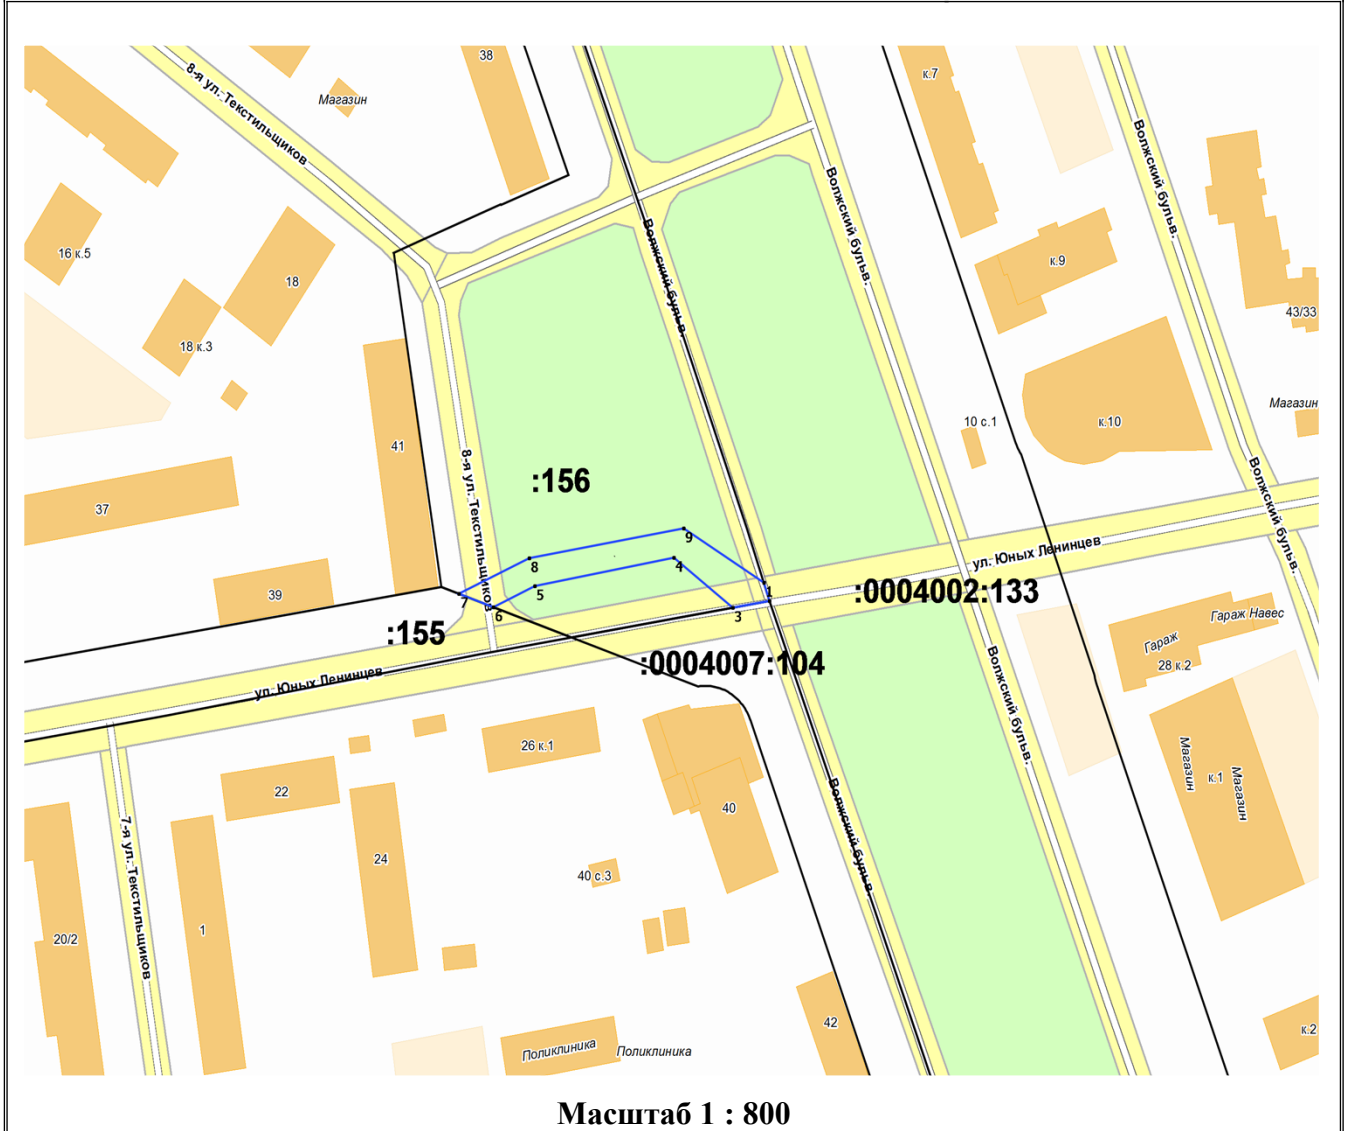 38
к.7
8-я ул. Текстильщиков
Магазин
Волжский бульв.
Волжский бульв.
Волжский бульв.
16 к.5
18
к.9
43/33
18 к.3
Магазин
10 с.1
к.10
41
8-я ул. Текстильщиков
:156
Волжский бульв.
37
9
4
8
ул. Юных Ленинцев
5
1
:0004002:133
39
7
6
3
Гараж Навес
:155
Гараж
28 к.2
:0004007:104
ул. Юных Ленинцев
Волжский бульв.
26 к.1
Магазин
к.1
Магазин
22
40
Волжский бульв.
24
7-я ул. Текстильщиков
40 с.3
1
20/2
42
к.2
Поликлиника
Поликлиника
Масштаб 1 : 800